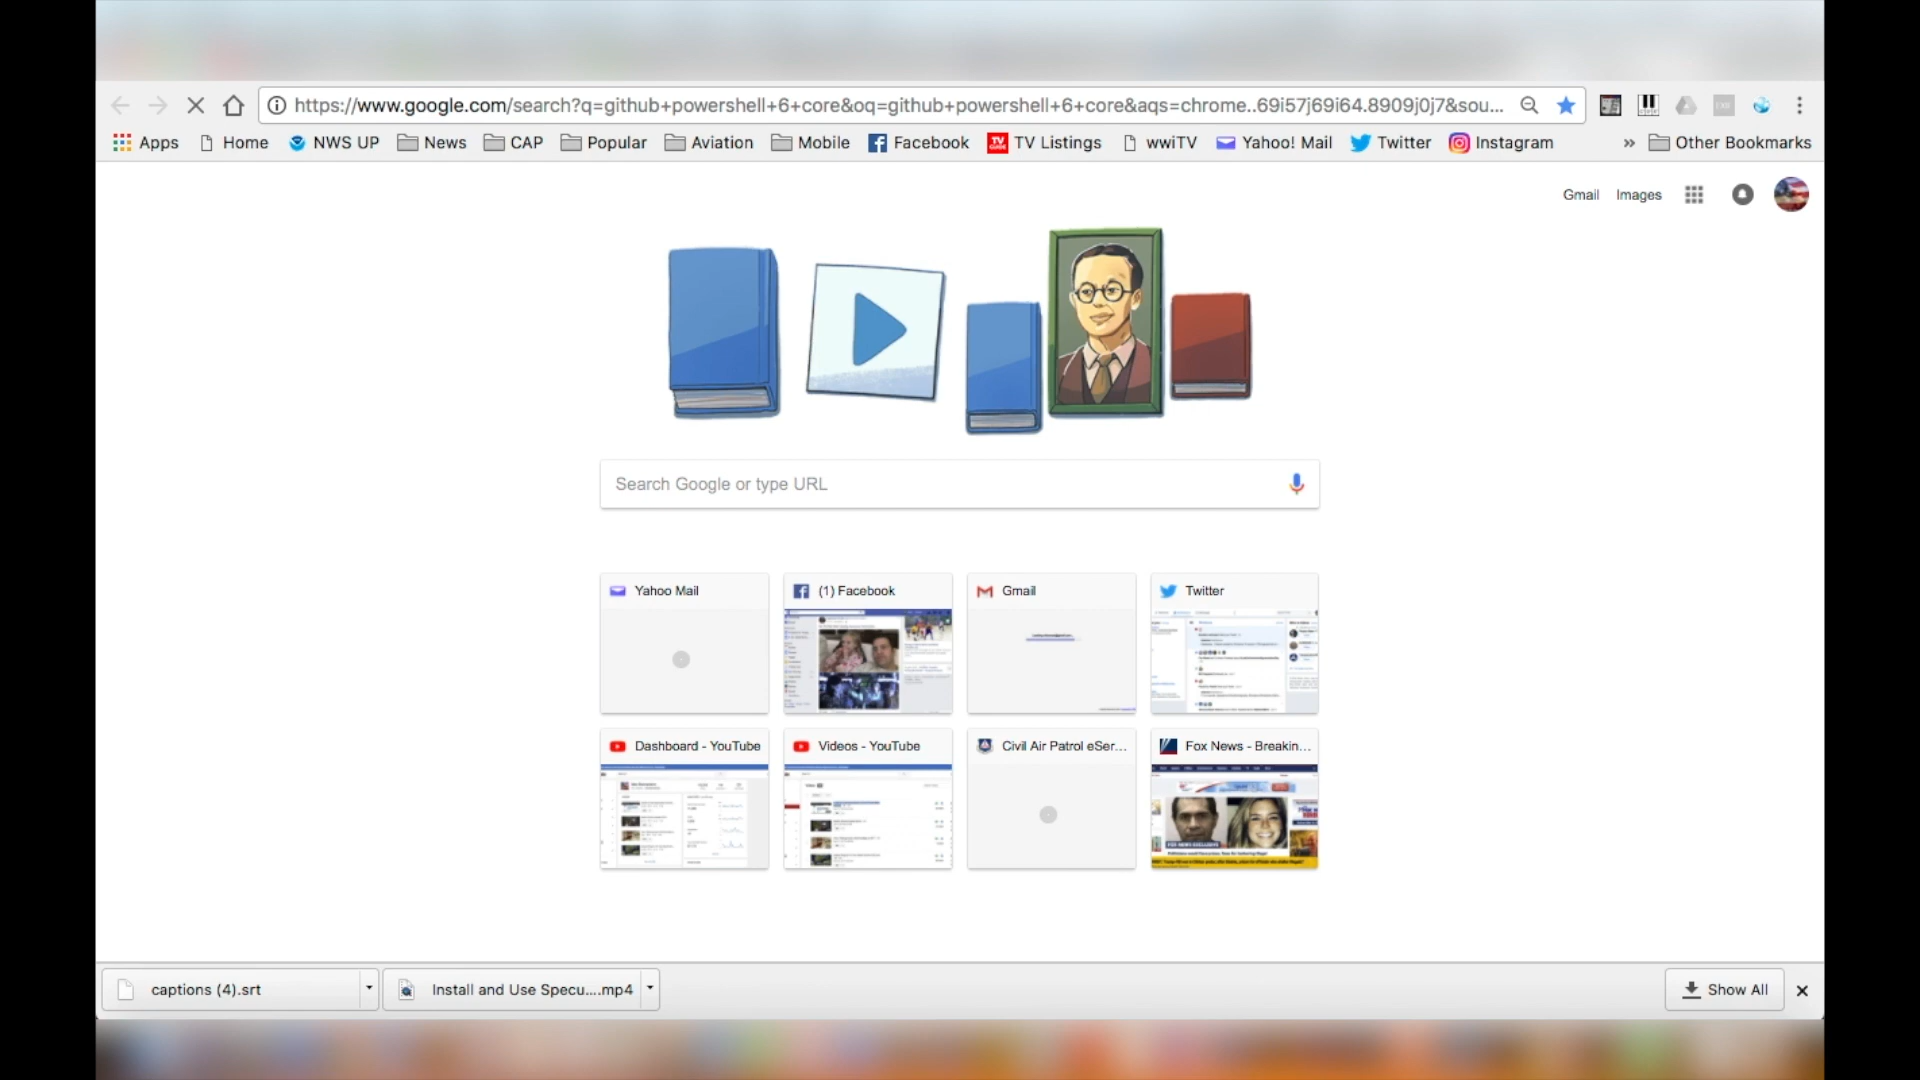 https://www.google.com/search?q=github+powershell+6+core&oq=github+powershell+6+core&aqs=chrome..69i57j69i64.8909j0j7&sou...
Apps Home NWS UP News CAP Popular Aviation Mobile Facebook TV Listings wwiTV Yahoo! Mail Twitter Instagram » Other Bookmarks
Gmail Images
Search Google or type URL
Yahoo Mail (1) Facebook Gmail Twitter
Dashboard - YouTube Videos - YouTube Civil Air Patrol eSer... Fox News - Breakin...
captions (4).srt Install and Use Specu....mp4 Show All